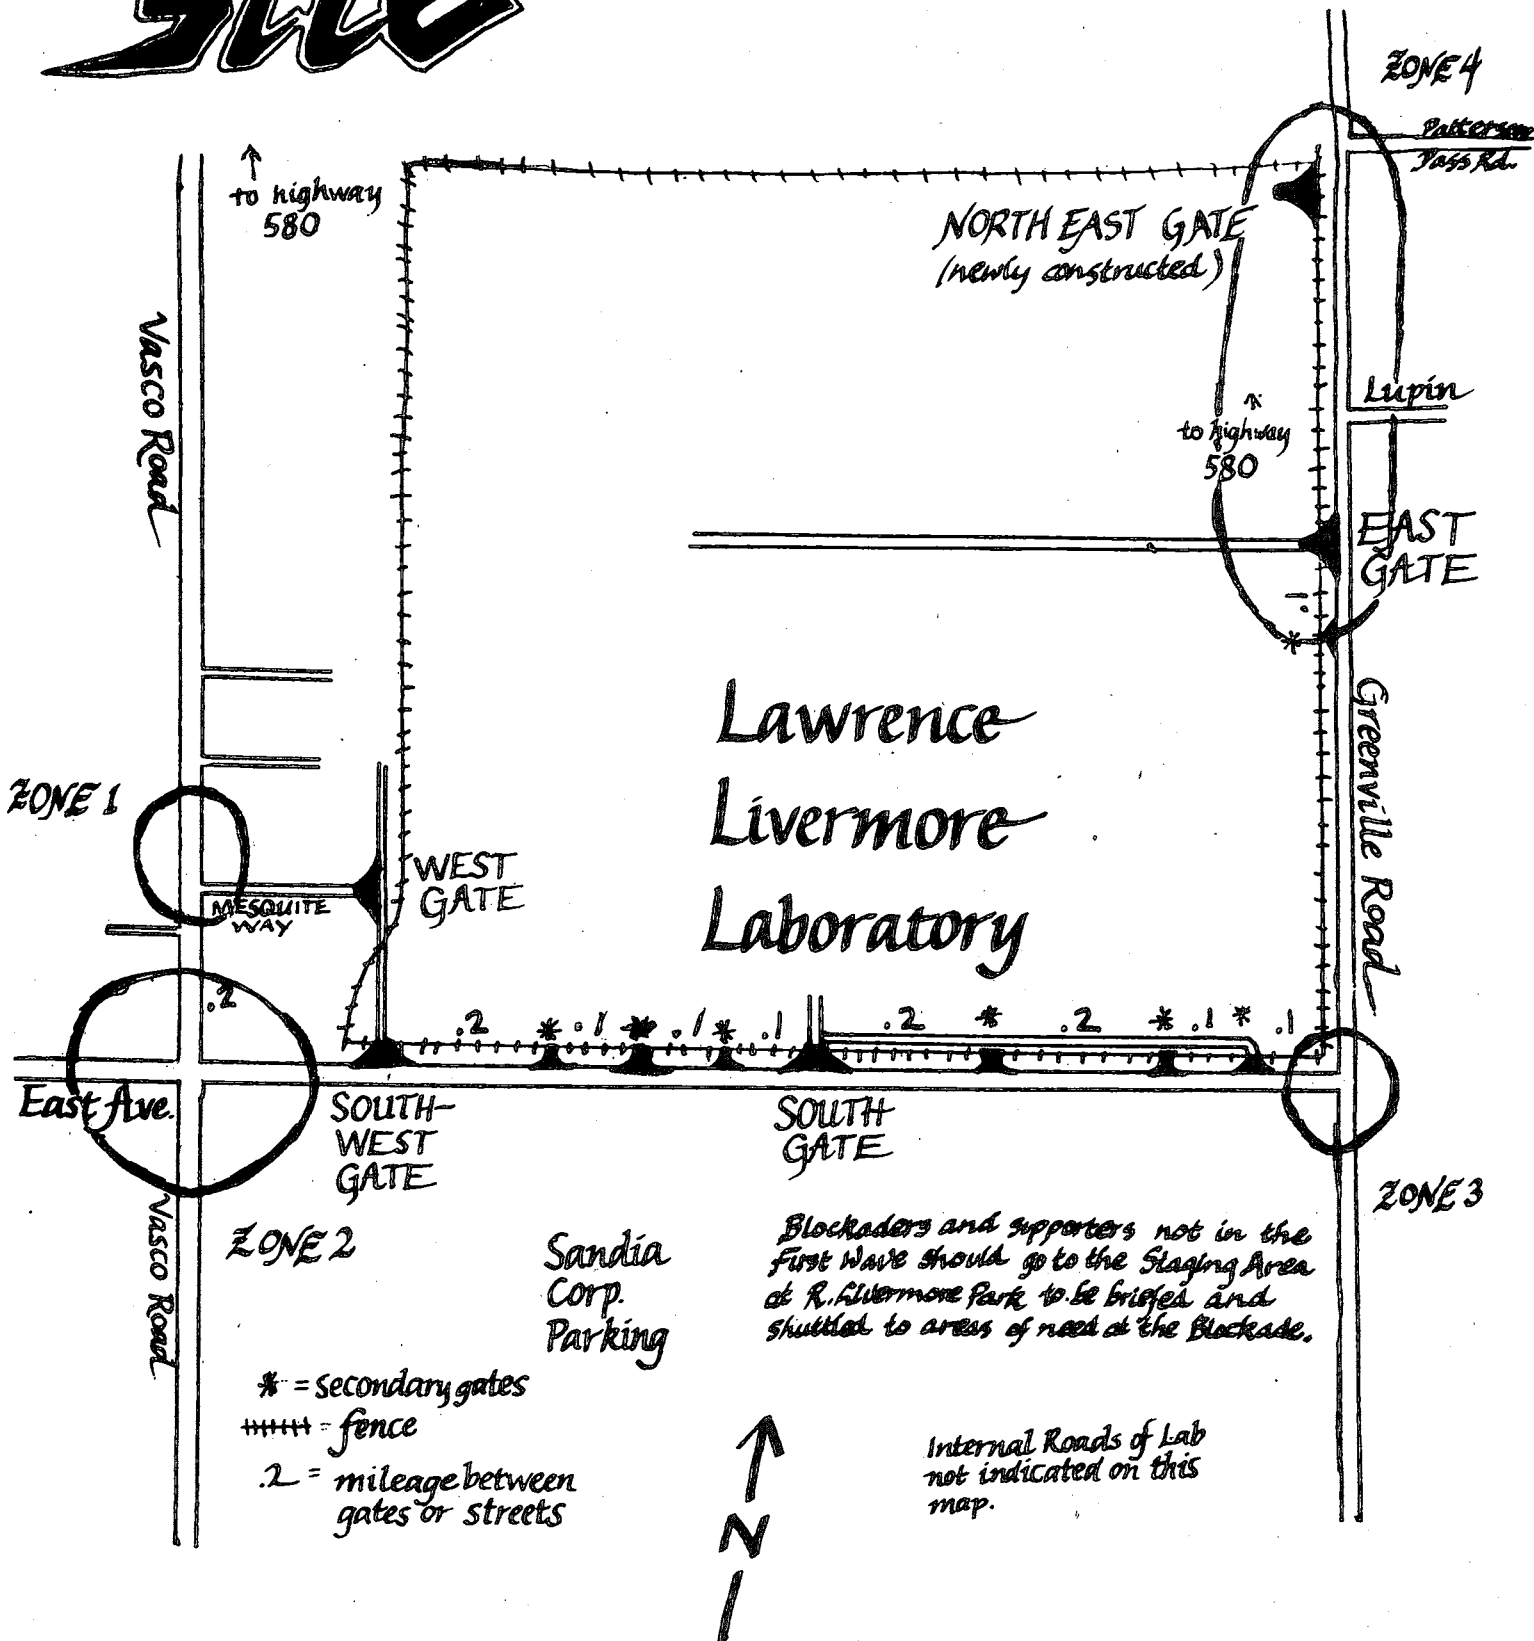 Site
ZONE 4
Patterson
Pass Rd.
to highway
580
NORTH EAST GATE
(newly constructed)
Vasco Road
Lupin
to highway
580
EAST
GATE
.1
*
Lawrence
Livermore
Laboratory
Greenville Road
ZONE 1
WEST
GATE
MESQUITE
WAY
.2
.2 * .1 * .1 * .1 .2 * .2 * .1 * .1
East Ave.
SOUTH-
WEST
GATE
SOUTH
GATE
ZONE 3
Vasco Road
ZONE 2
Sandia
Corp.
Parking
Blockaders and supporters not in the
First Wave should go to the Staging Area
at R. Livermore Park to be briefed and
shuttled to areas of need at the Blockade.
* = secondary gates
= fence
.2 = mileage between
gates or streets
Internal Roads of Lab
not indicated on this
map.
N